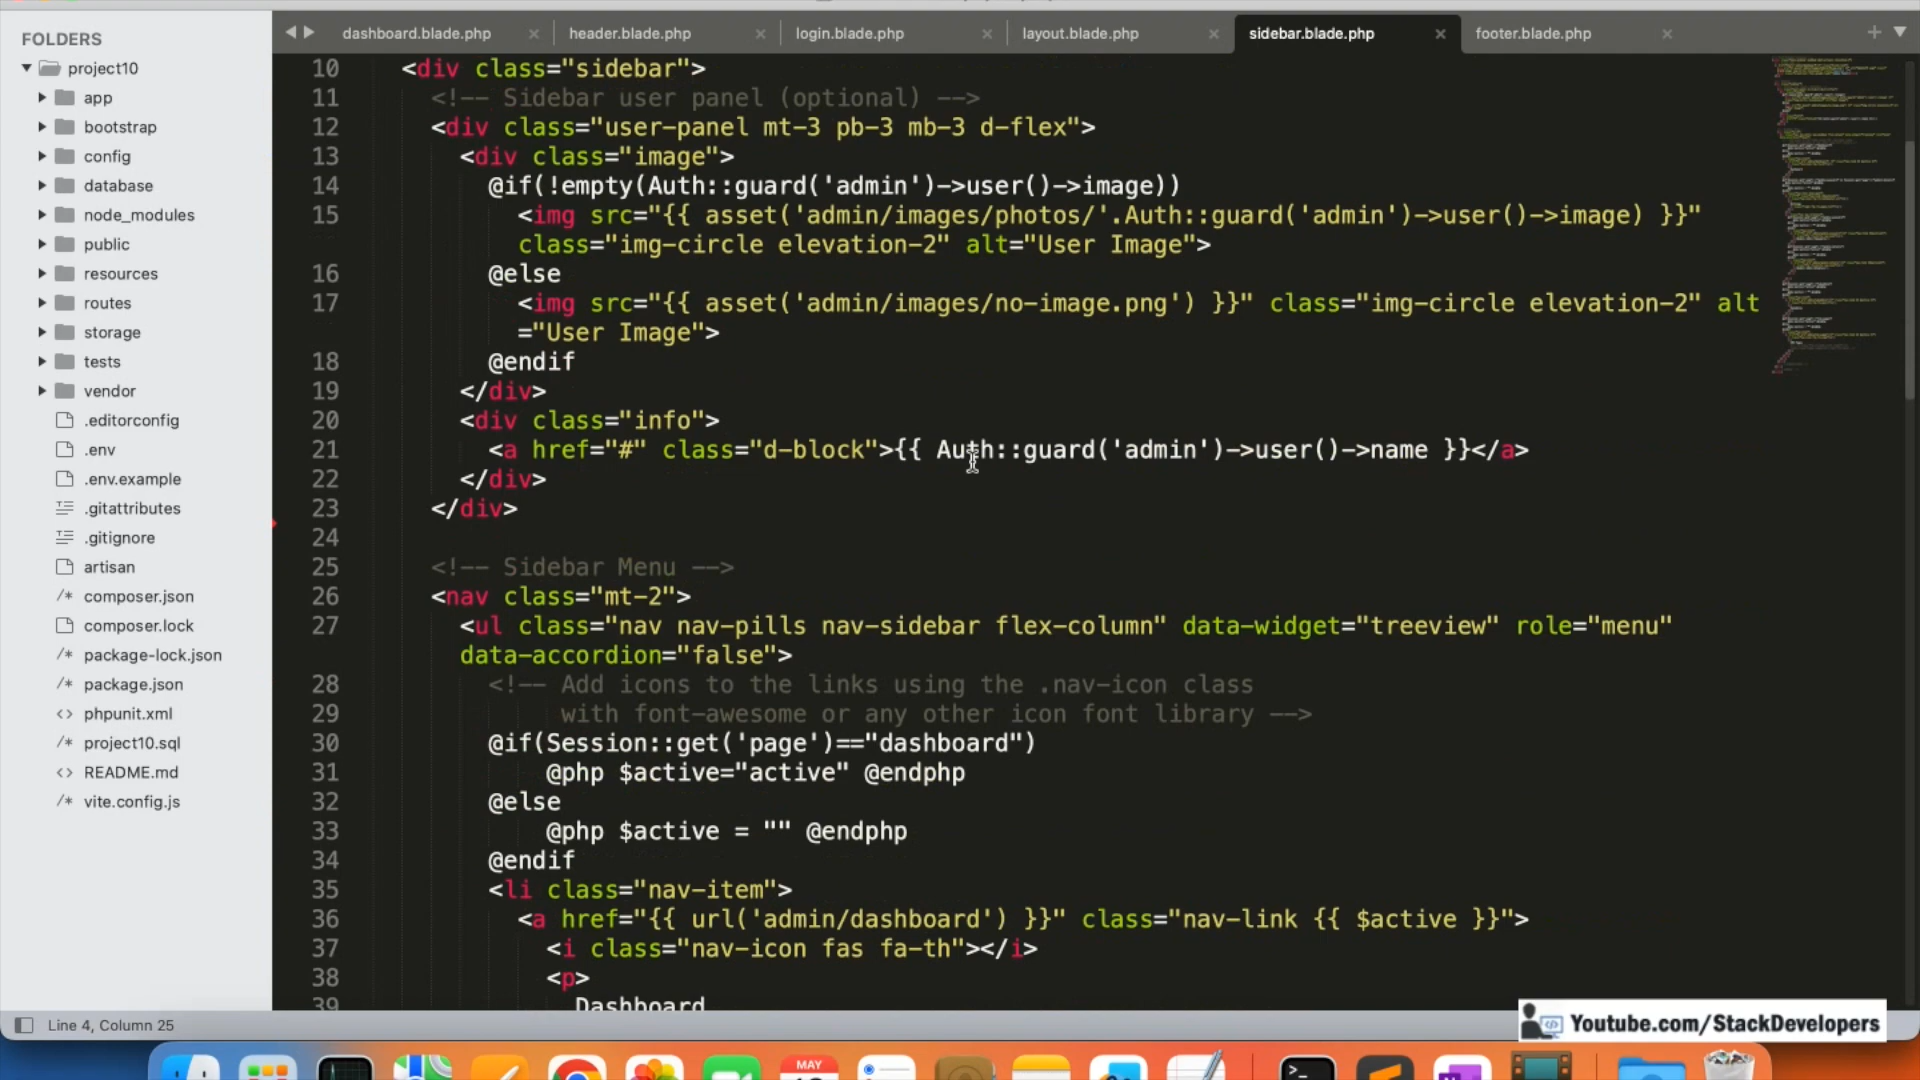 FOLDERS
project10
app
bootstrap
config
database
node_modules
public
resources
routes
storage
tests
vendor
.editorconfig
.env
.env.example
.gitattributes
.gitignore
artisan
/* composer.json
composer.lock
/* package-lock.json
/* package.json
<> phpunit.xml
/* project10.sql
<> README.md
/* vite.config.js
dashboard.blade.php × header.blade.php × login.blade.php × layout.blade.php × sidebar.blade.php × footer.blade.php ×
10 <div class="sidebar">
11 <!-- Sidebar user panel (optional) -->
12 <div class="user-panel mt-3 pb-3 mb-3 d-flex">
13 <div class="image">
14 @if(!empty(Auth::guard('admin')->user()->image))
15 <img src="{{ asset('admin/images/photos/'.Auth::guard('admin')->user()->image) }}"
class="img-circle elevation-2" alt="User Image">
16 @else
17 <img src="{{ asset('admin/images/no-image.png') }}" class="img-circle elevation-2" alt
="User Image">
18 @endif
19 </div>
20 <div class="info">
21 <a href="#" class="d-block">{{ Auth::guard('admin')->user()->name }}</a>
22 </div>
23 </div>
24
25 <!-- Sidebar Menu -->
26 <nav class="mt-2">
27 <ul class="nav nav-pills nav-sidebar flex-column" data-widget="treeview" role="menu"
data-accordion="false">
28 <!-- Add icons to the links using the .nav-icon class
29 with font-awesome or any other icon font library -->
30 @if(Session::get('page')=="dashboard")
31 @php $active="active" @endphp
32 @else
33 @php $active = "" @endphp
34 @endif
35 <li class="nav-item">
36 <a href="{{ url('admin/dashboard') }}" class="nav-link {{ $active }}">
37 <i class="nav-icon fas fa-th"></i>
38 <p>
39 Dashboard
Line 4, Column 25
Youtube.com/StackDevelopers
MAY